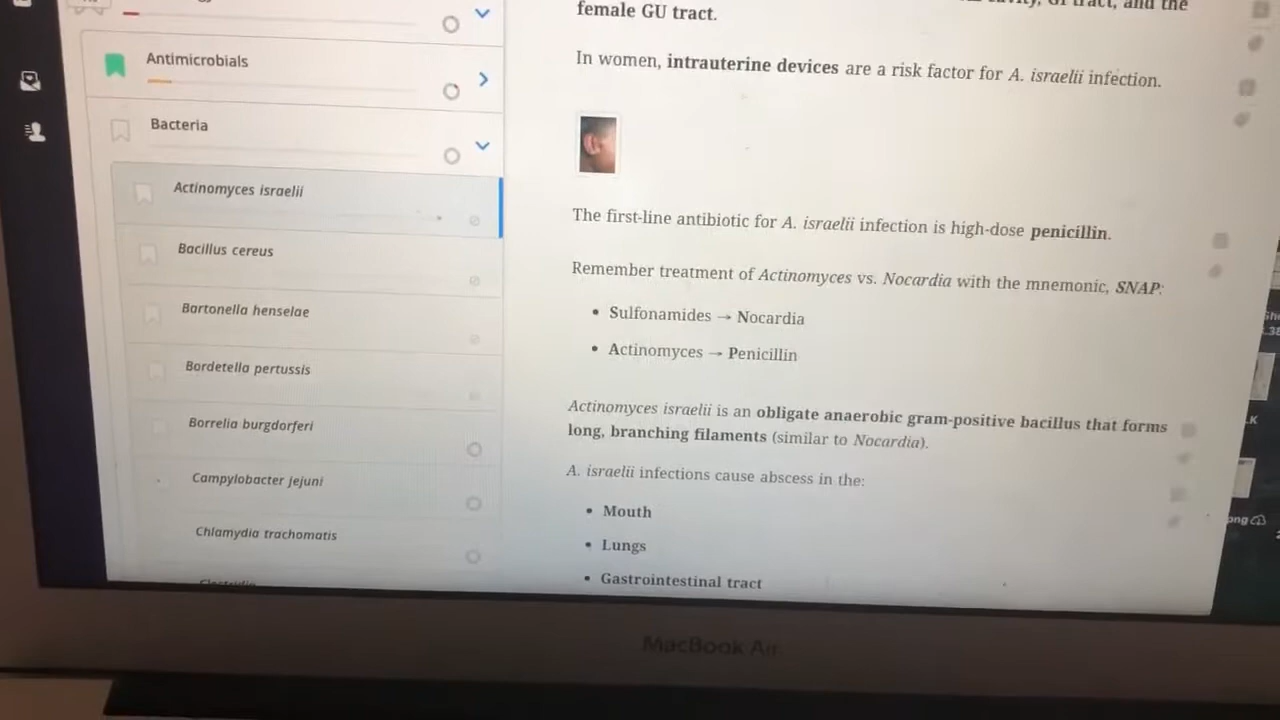 Antimicrobials
Bacteria
Actinomyces israelii
Bacillus cereus
Bartonella henselae
Bordetella pertussis
Borrelia burgdorferi
Campylobacter jejuni
Chlamydia trachomatis
GI tract, and the
female GU tract.
In women, intrauterine devices are a risk factor for A. israelii infection.
The first-line antibiotic for A. israelii infection is high-dose penicillin.
Remember treatment of Actinomyces vs. Nocardia with the mnemonic, SNAP:
• Sulfonamides → Nocardia
• Actinomyces → Penicillin
Actinomyces israelii is an obligate anaerobic gram-positive bacillus that forms
long, branching filaments (similar to Nocardia).
A. israelii infections cause abscess in the:
• Mouth
• Lungs
• Gastrointestinal tract
MacBook Air